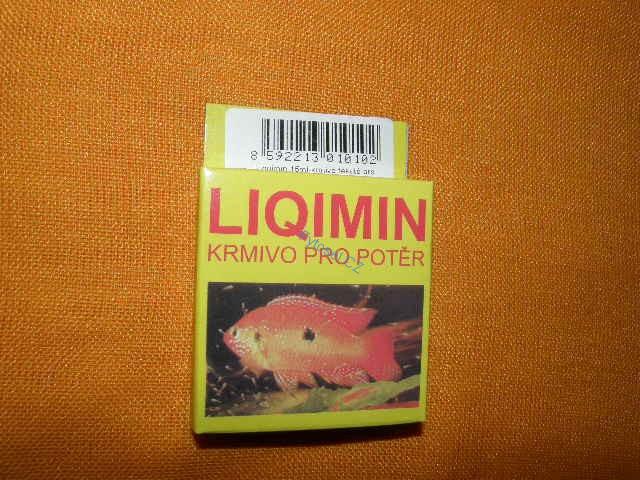 8 592213 010102
LIQIMIN
KRMIVO PRO POTĚR